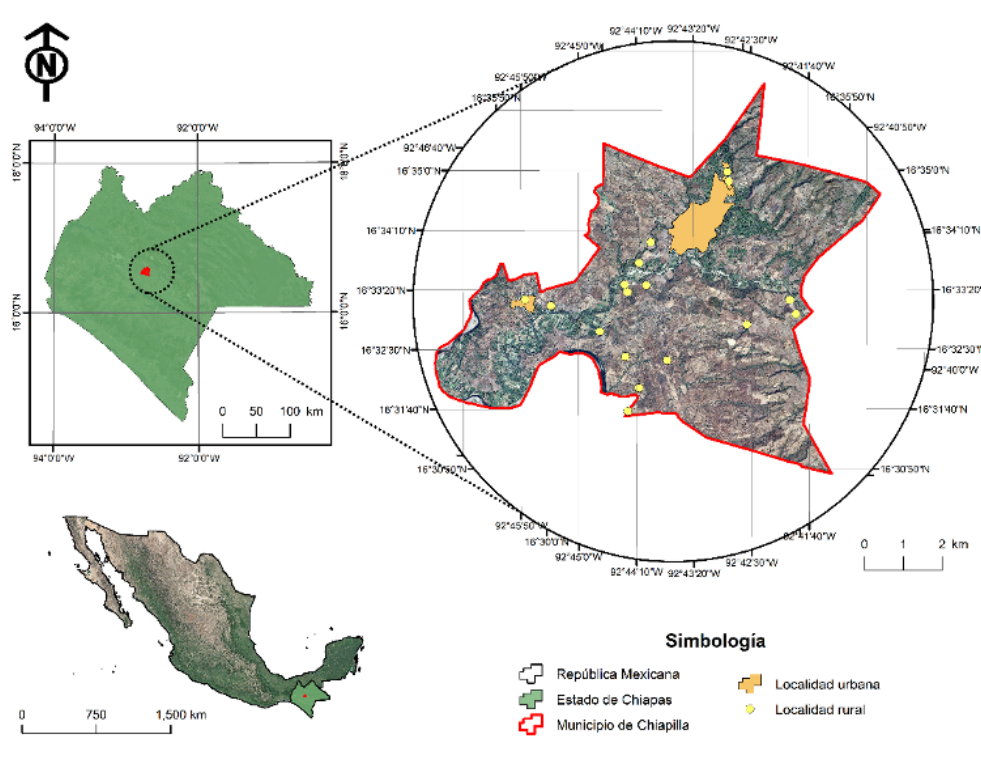 N
94°0'0"W 92°0'0"W
18°0'0"N 18°0'0"N
16°0'0"N 16°0'0"N
0 50 100 km
94°0'0"W 92°0'0"W
92°44'10"W 92°43'20"W
92°45'0"W 92°42'30"W
92°45'50"W 92°41'40"W
16°35'50"N 16°35'50"N
92°46'40"W 92°40'50"W
16°35'0"N 16°35'0"N
16°34'10"N 16°34'10"N
16°33'20"N 16°33'20"N
16°32'30"N 16°32'30"N
92°40'0"W
16°31'40"N 16°31'40"N
16°30'50"N 16°30'50"N
92°45'50"W 92°41'40"W
16°30'0"N
92°45'0"W 92°42'30"W
92°44'10"W 92°43'20"W
0 1 2 km
0 750 1,500 km
Simbología
República Mexicana
Estado de Chiapas
Municipio de Chiapilla
Localidad urbana
Localidad rural